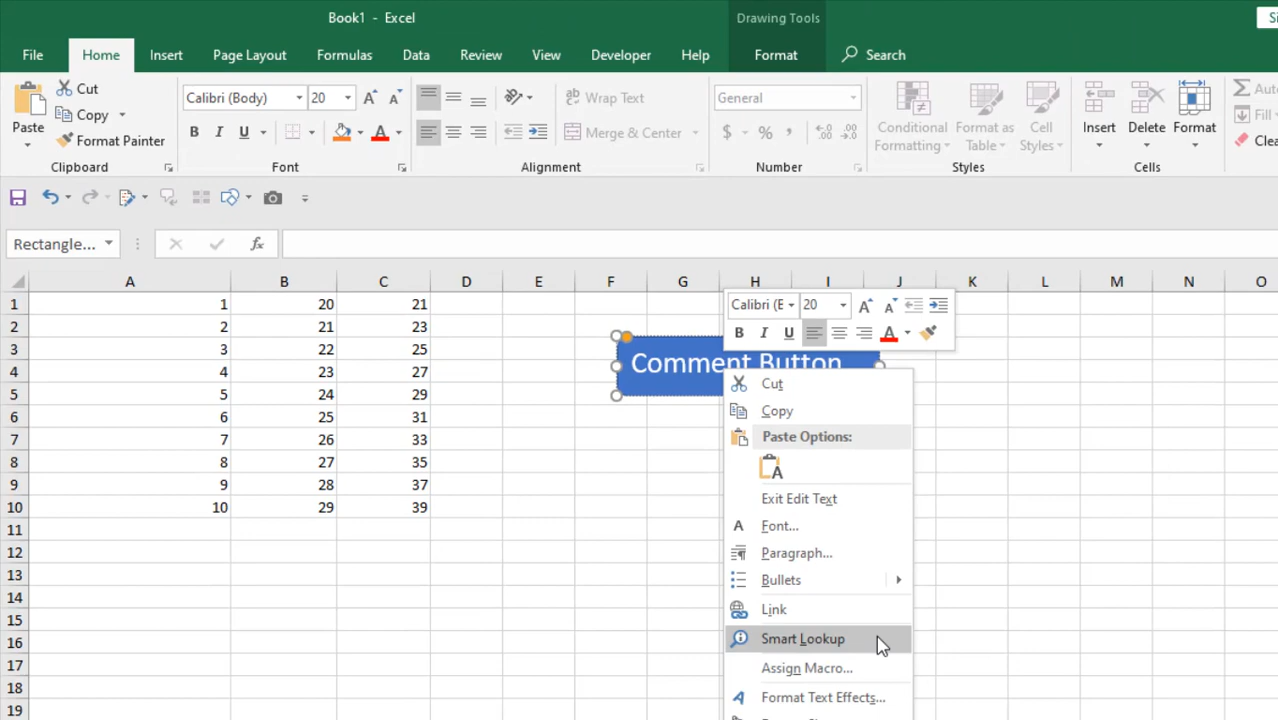 Book1 - Excel
Drawing Tools
File Home Insert Page Layout Formulas Data Review View Developer Help Format Search
Paste
Cut
Copy
Format Painter
Clipboard
Calibri (Body) 20
B I U
Font
Wrap Text
Merge & Center
Alignment
General
$ % ,
Number
Conditional Formatting
Format as Table
Cell Styles
Styles
Insert
Delete
Format
Cells
Fill
Rectangle...
fx
A B C D E F G H I J K L M N O
1 1 20 21
2 2 21 23
3 3 22 25
4 4 23 27
5 5 24 29
6 6 25 31
7 7 26 33
8 8 27 35
9 9 28 37
10 10 29 39
11
12
13
14
15
16
17
18
19
Calibri (E 20
B I U
Comment Button
Cut
Copy
Paste Options:
Exit Edit Text
Font...
Paragraph...
Bullets
Link
Smart Lookup
Assign Macro...
Format Text Effects...